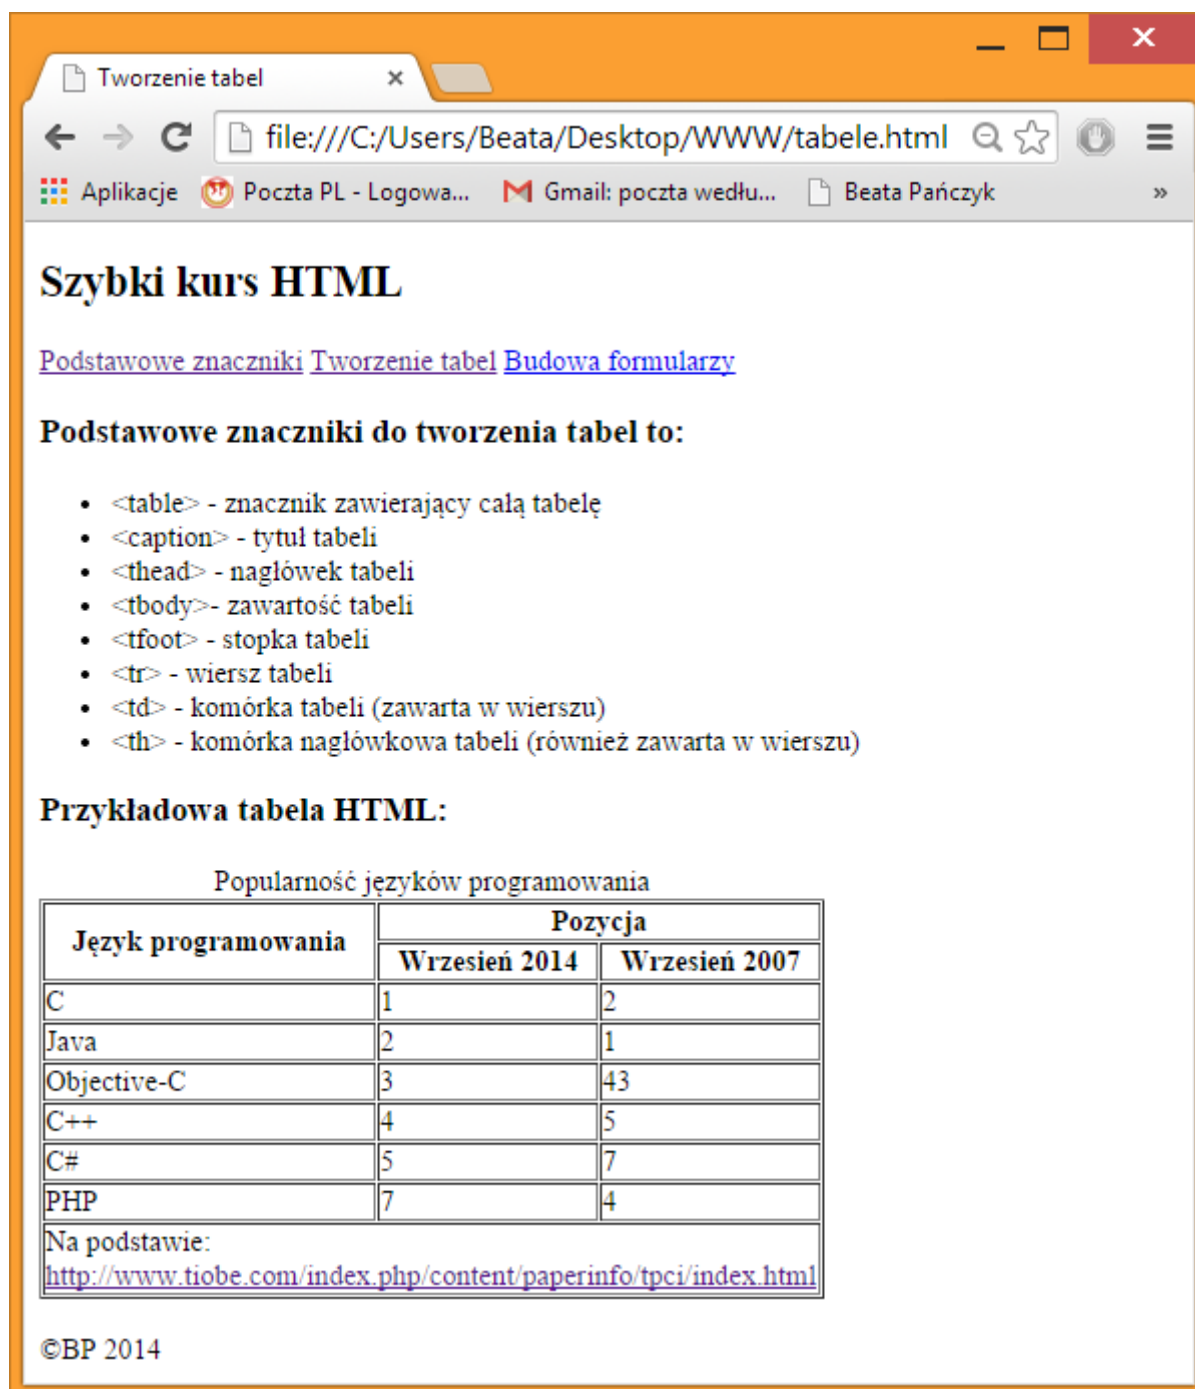 Tworzenie tabel
file:///C:/Users/Beata/Desktop/WWW/tabele.html
Aplikacje Poczta PL - Logowa... Gmail: poczta wedłu... Beata Pańczyk »
Szybki kurs HTML
Podstawowe znaczniki Tworzenie tabel Budowa formularzy
Podstawowe znaczniki do tworzenia tabel to:
• <table> - znacznik zawierający całą tabelę
• <caption> - tytuł tabeli
• <thead> - nagłówek tabeli
• <tbody>- zawartość tabeli
• <tfoot> - stopka tabeli
• <tr> - wiersz tabeli
• <td> - komórka tabeli (zawarta w wierszu)
• <th> - komórka nagłówkowa tabeli (również zawarta w wierszu)
Przykładowa tabela HTML:
Popularność języków programowania
Język programowania Pozycja
Wrzesień 2014 Wrzesień 2007
C 1 2
Java 2 1
Objective-C 3 43
C++ 4 5
C# 5 7
PHP 7 4
Na podstawie:
http://www.tiobe.com/index.php/content/paperinfo/tpci/index.html
©BP 2014